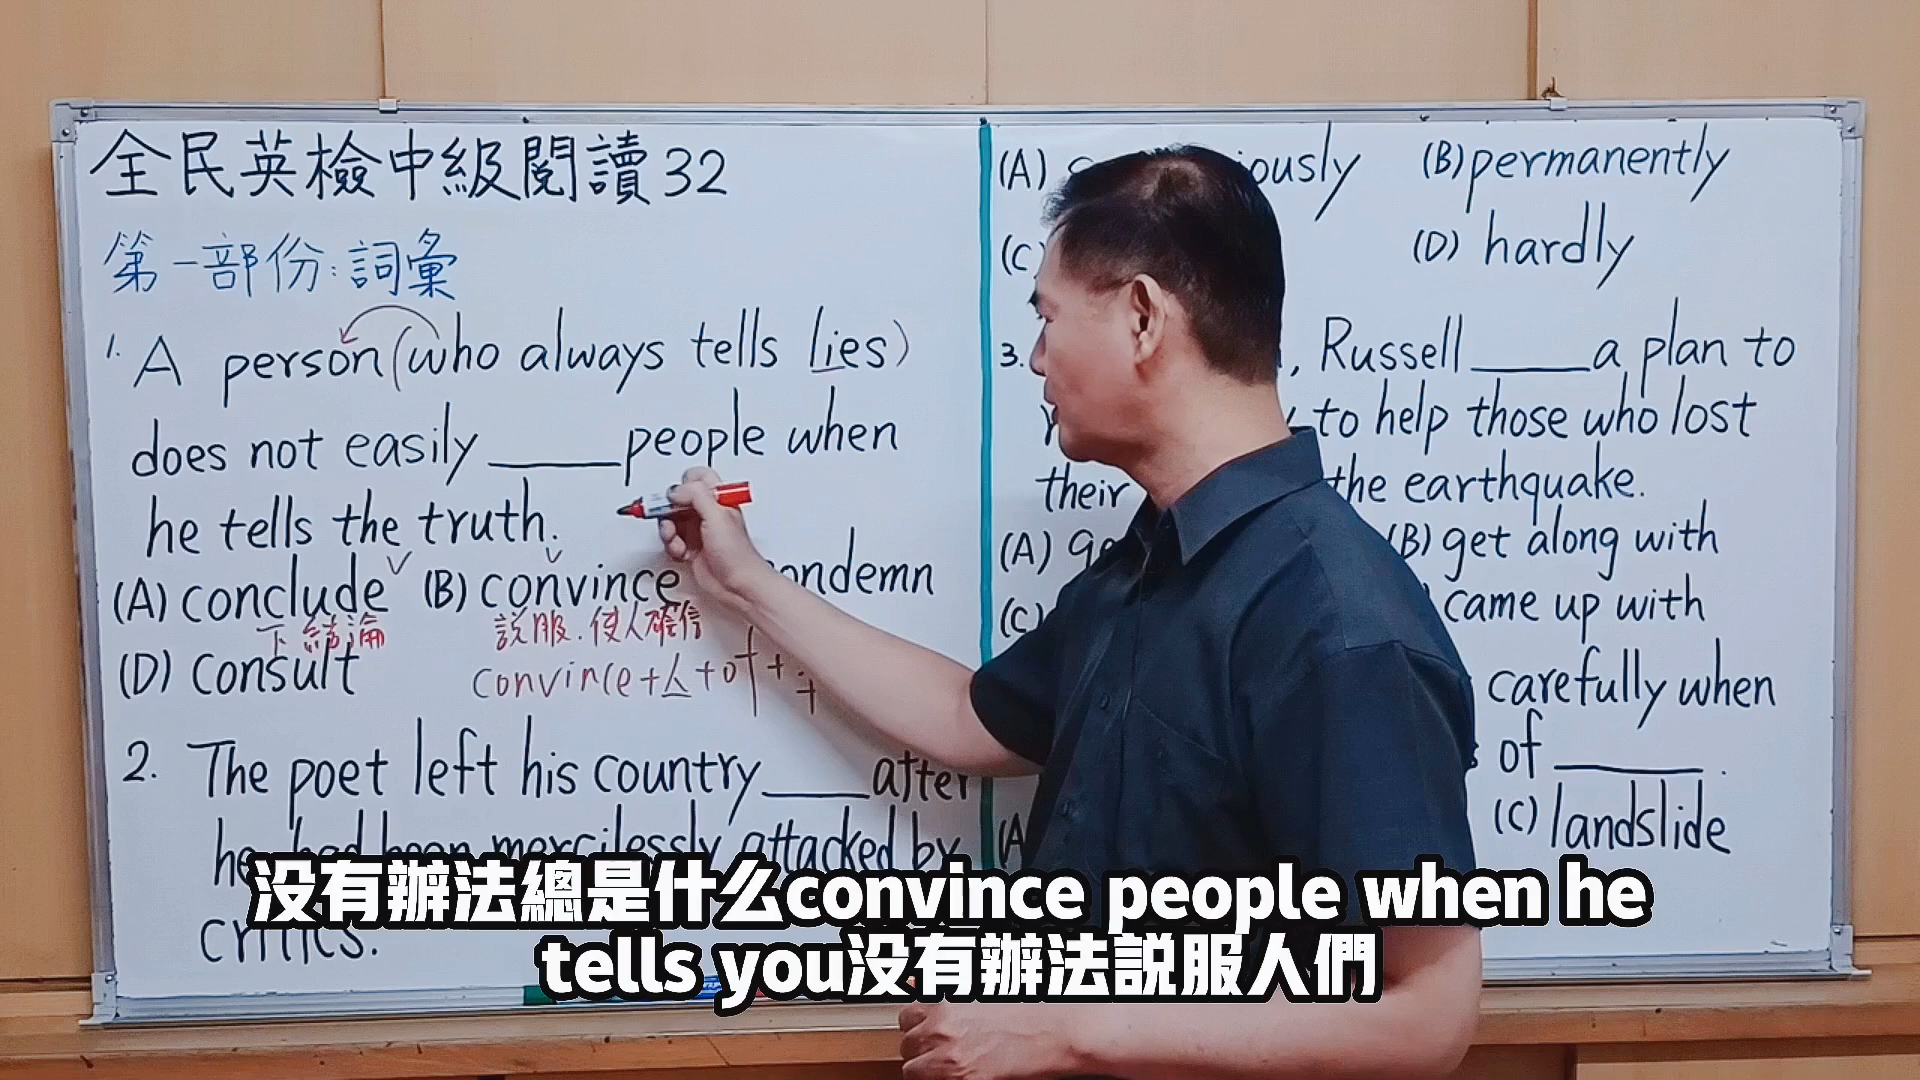 全民英檢中級閱讀32
第一部份:詞彙
1. A person (who always tells lies)
does not easily ____ people when
he tells the truth.
(A) conclude (B) convince condemn
下結論 說服.使人確信
(D) consult convince+人+of+
2. The poet left his country ____ after
he had been mercilessly attacked by
critics.
(A) ously (B) permanently
(C) (D) hardly
3. , Russell ____ a plan to
to help those who lost
their the earthquake.
(A) (B) get along with
(C) came up with
carefully when
of ____.
(A) (C) landslide
没有辦法總是什么convince people when he
tells you没有辦法説服人們